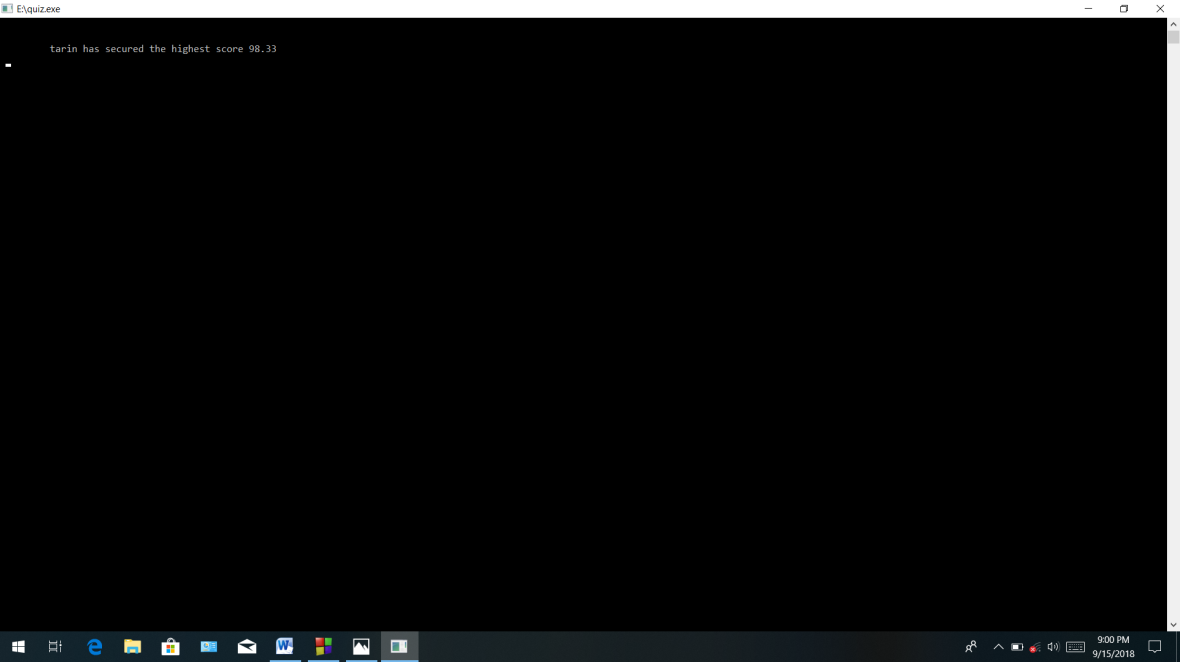 E:\quiz.exe
tarin has secured the highest score 98.33
9:00 PM
9/15/2018